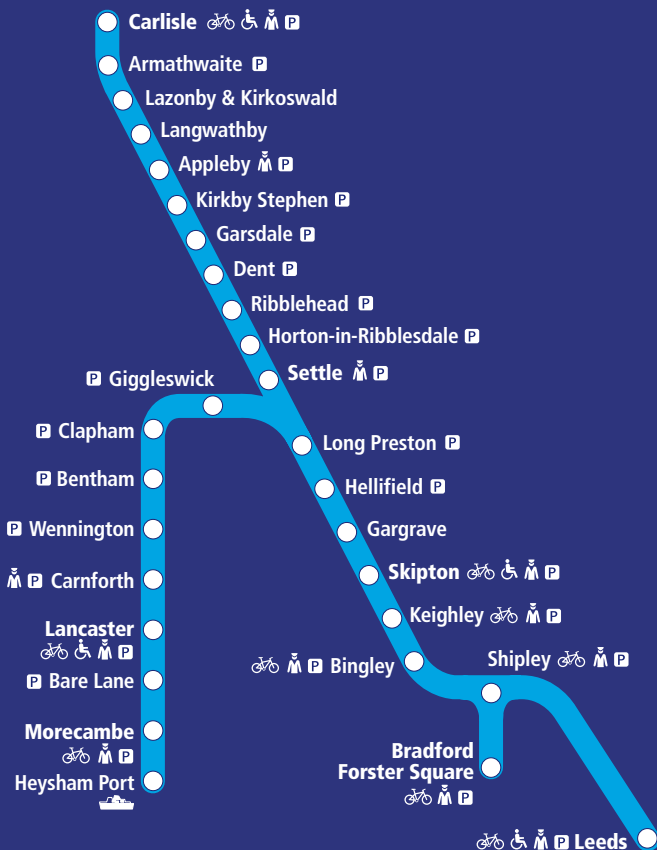 Carlisle P
Armathwaite P
Lazonby & Kirkoswald
Langwathby
Appleby P
Kirkby Stephen P
Garsdale P
Dent P
Ribblehead P
Horton-in-Ribblesdale P
Settle P
P Giggleswick
P Clapham
P Bentham
P Wennington
P Carnforth
Lancaster
P
P Bare Lane
Morecambe
P
Heysham Port
Long Preston P
Hellifield P
Gargrave
Skipton P
Keighley P
P Bingley
Shipley P
Bradford
Forster Square
P
P Leeds